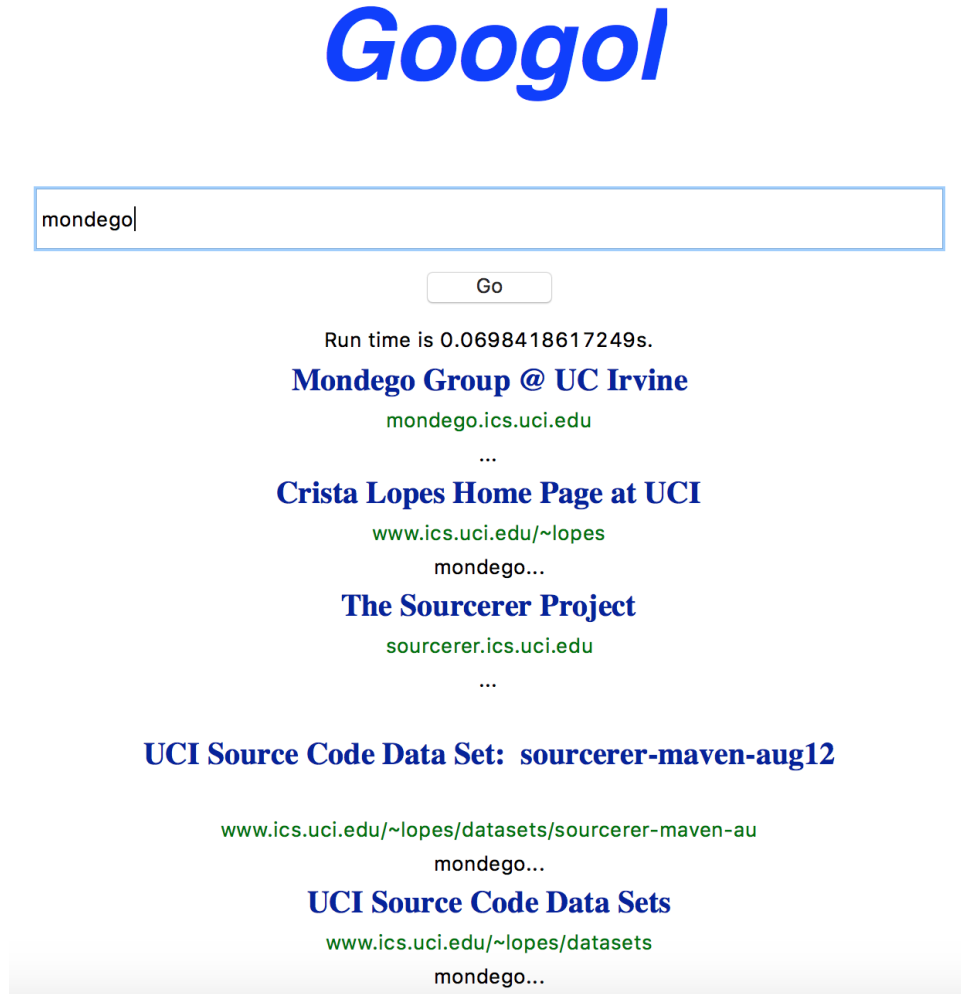 Googol
mondego
Go
Run time is 0.0698418617249s.
Mondego Group @ UC Irvine
mondego.ics.uci.edu
...
Crista Lopes Home Page at UCI
www.ics.uci.edu/~lopes
mondego...
The Sourcerer Project
sourcerer.ics.uci.edu
...
UCI Source Code Data Set:  sourcerer-maven-aug12
www.ics.uci.edu/~lopes/datasets/sourcerer-maven-au
mondego...
UCI Source Code Data Sets
www.ics.uci.edu/~lopes/datasets
mondego...